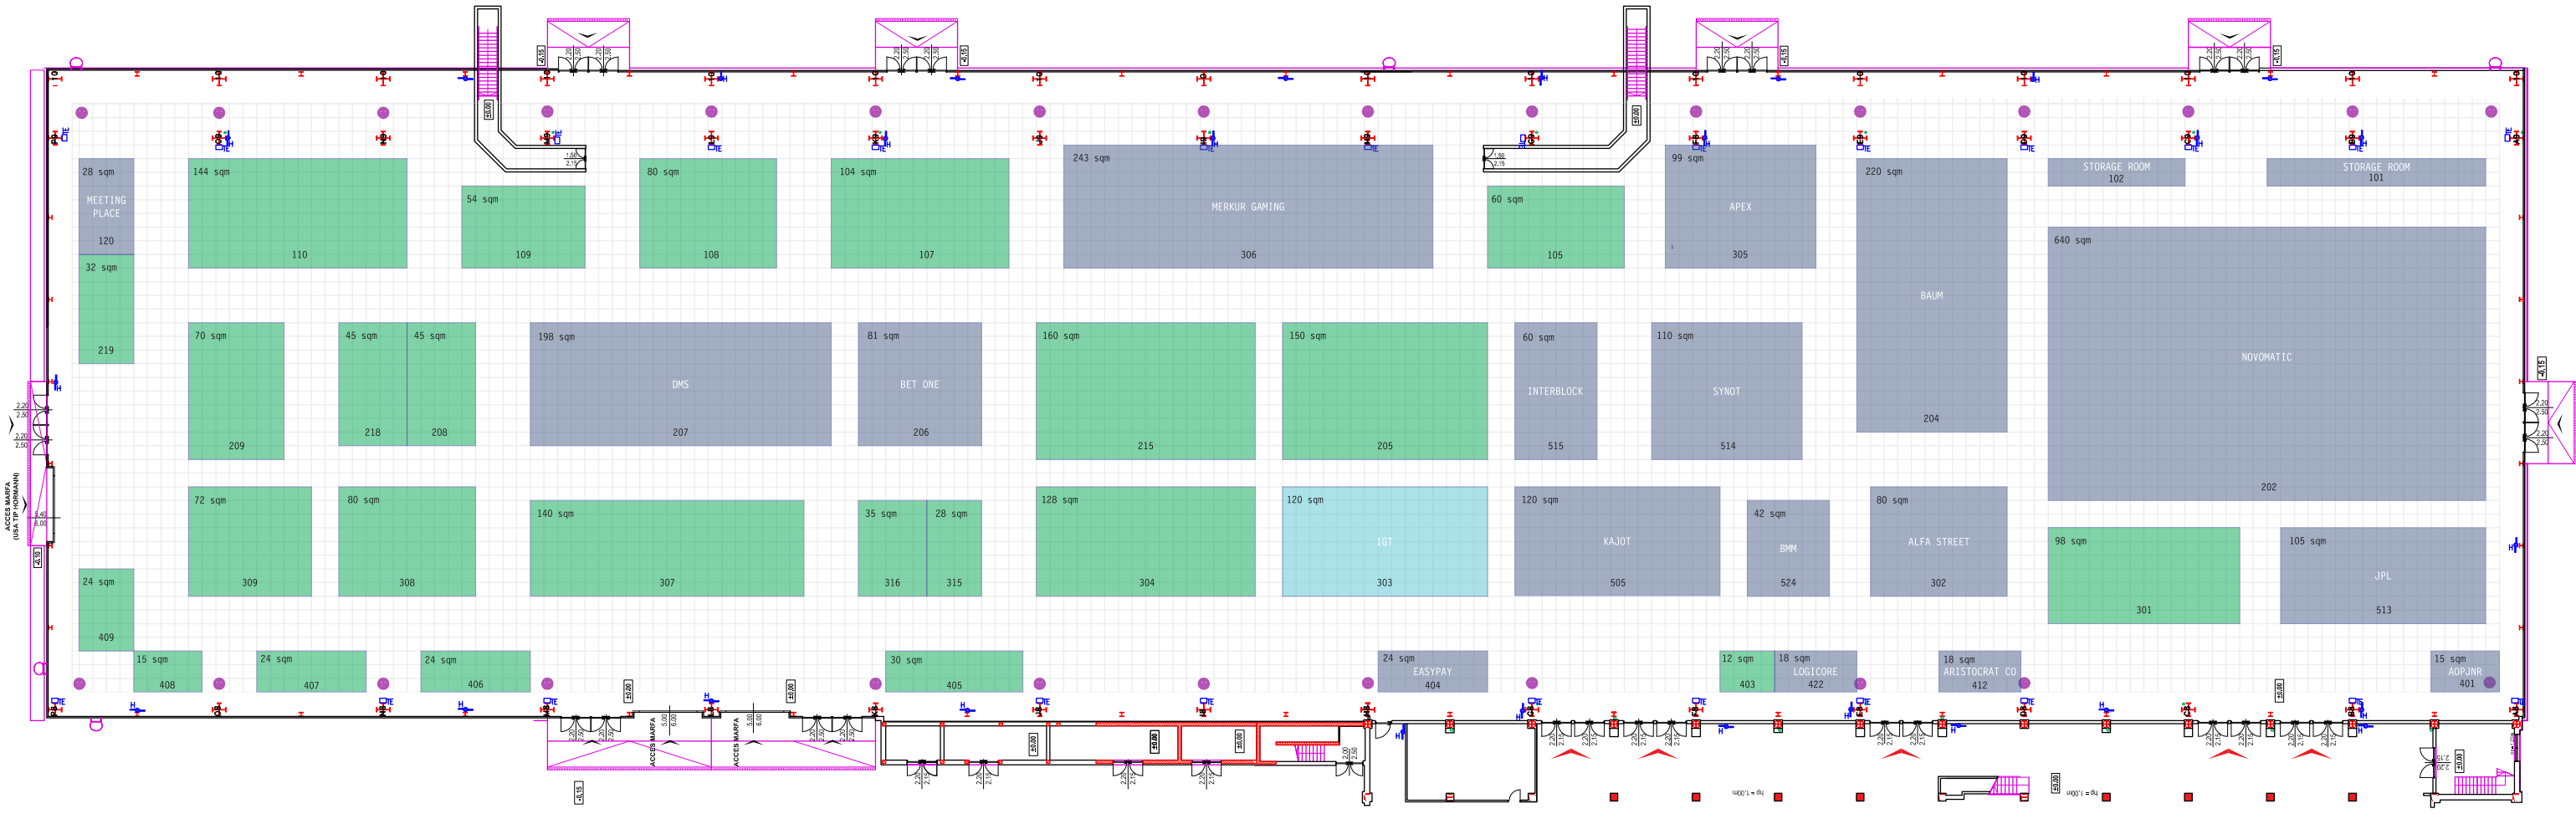 28 sqm
MEETING
PLACE
120
144 sqm
110
54 sqm
109
80 sqm
108
104 sqm
107
243 sqm
MERKUR GAMING
306
60 sqm
105
99 sqm
APEX
305
220 sqm
BAUM
204
STORAGE ROOM
102
STORAGE ROOM
101
640 sqm
NOVOMATIC
202
32 sqm
219
70 sqm
209
45 sqm
218
45 sqm
208
198 sqm
DMS
207
81 sqm
BET ONE
206
160 sqm
215
150 sqm
205
60 sqm
INTERBLOCK
515
110 sqm
SYNOT
514
72 sqm
309
80 sqm
308
140 sqm
307
35 sqm
316
28 sqm
315
128 sqm
304
120 sqm
IGT
303
120 sqm
KAJOT
505
42 sqm
BMM
524
80 sqm
ALFA STREET
302
98 sqm
301
105 sqm
JPL
513
24 sqm
409
15 sqm
408
24 sqm
407
24 sqm
406
30 sqm
405
24 sqm
EASYPAY
404
12 sqm
403
18 sqm
LOGICORE
422
18 sqm
ARISTOCRAT CO
412
15 sqm
AOPJNR
401
ACCES MARFA
(USA TIP HORMANN)
ACCES MARFA
ACCES MARFA
hp = 1.00m
hp = 1.00m